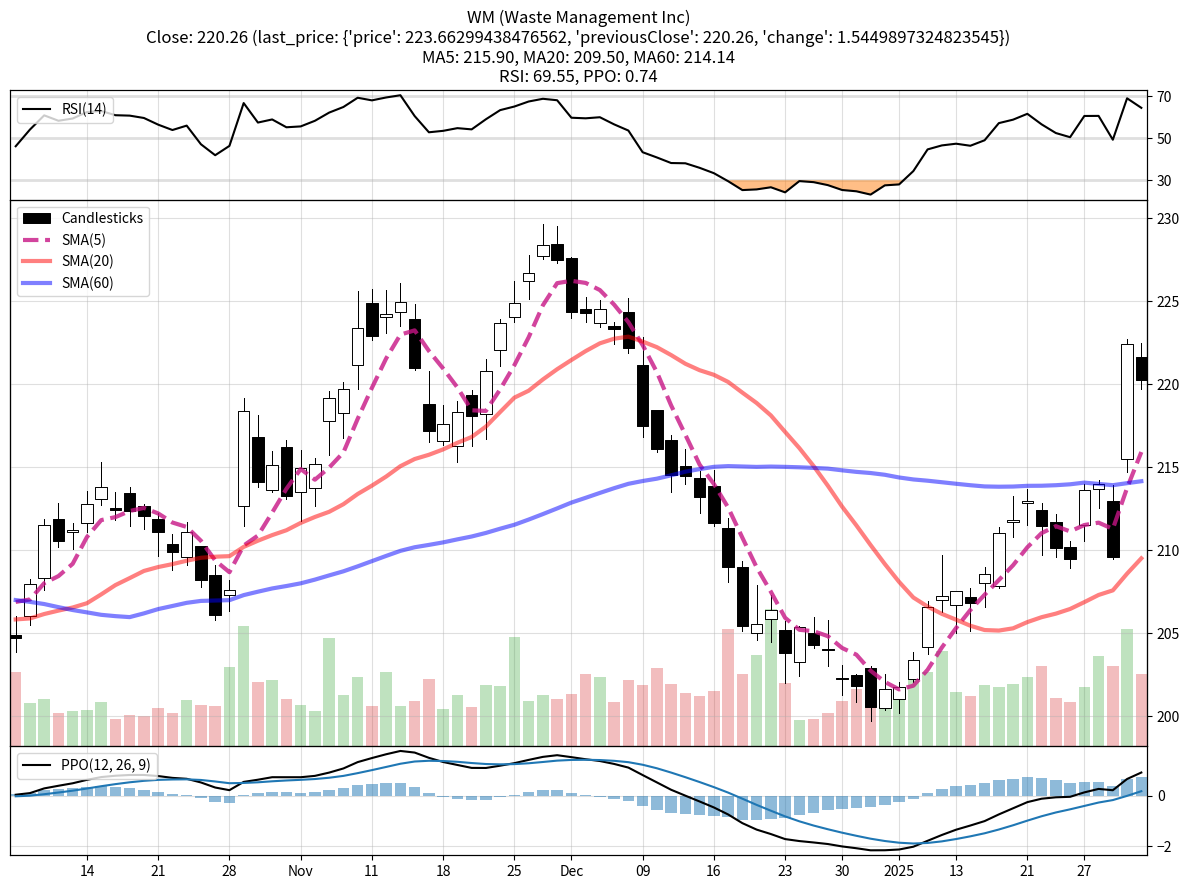 WM (Waste Management Inc)
Close: 220.26 (last_price: {'price': 223.66299438476562, 'previousClose': 220.26, 'change': 1.5449897324823545})
MA5: 215.90, MA20: 209.50, MA60: 214.14
RSI: 69.55, PPO: 0.74
RSI(14)
70
50
30
Candlesticks
SMA(5)
SMA(20)
SMA(60)
230
225
220
215
210
205
200
PPO(12, 26, 9)
0
−2
14 21 28 Nov 11 18 25 Dec 09 16 23 30 2025 13 21 27